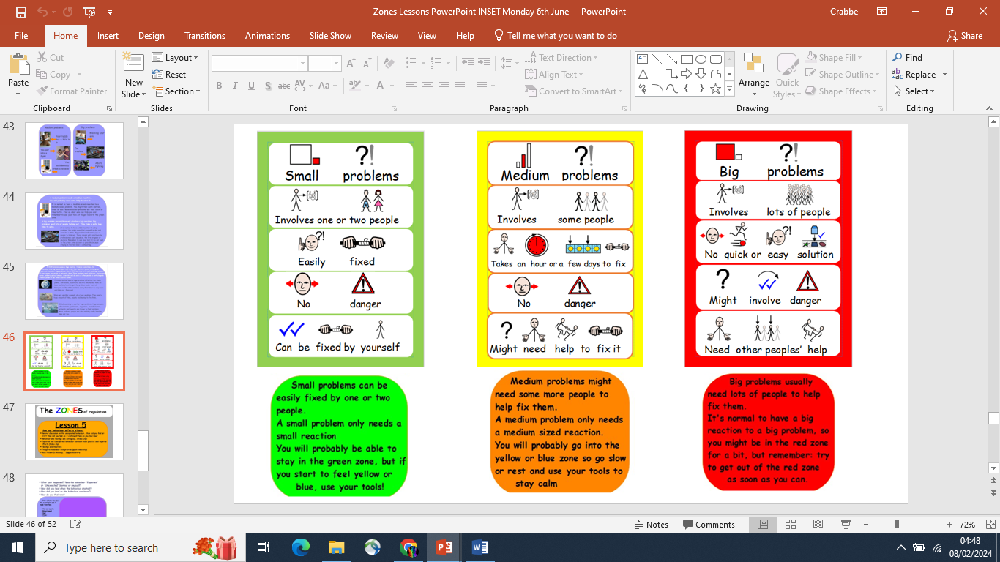 Zones Lessons PowerPoint INSET Monday 6th June - PowerPoint
Crabbe
File Home Insert Design Transitions Animations Slide Show Review View Help Tell me what you want to do Share
Paste
Cut
Copy
Format Painter
Clipboard
New Slide
Layout
Reset
Section
Slides
B I U S abc AV Aa A
Font
Text Direction
Align Text
Convert to SmartArt
Paragraph
Arrange
Quick Styles
Shape Fill
Shape Outline
Shape Effects
Drawing
Find
Replace
Select
Editing
43
44
45
46
47
The ZONES of regulation
Lesson 5
48
Small problems
Involves one or two people
Easily fixed
No danger
Can be fixed by yourself
Small problems can be
easily fixed by one or two
people.
A small problem only needs a
small reaction
You will probably be able to
stay in the green zone, but if
you start to feel yellow or
blue, use your tools!
Medium problems
Involves some people
Takes an hour or a few days to fix
No danger
Might need help to fix it
Medium problems might
need some more people to
help fix them.
A medium problem only needs
a medium sized reaction.
You will probably go into the
yellow or blue zone so go slow
or rest and use your tools to
stay calm
Big problems
Involves lots of people
No quick or easy solution
Might involve danger
Need other peoples' help
Big problems usually
need lots of people to help
fix them.
It's normal to have a big
reaction to a big problem, so
you might be in the red zone
for a bit, but remember: try
to get out of the red zone
as soon as you can.
Slide 46 of 52
Notes
Comments
72%
Type here to search
04:48
08/02/2024